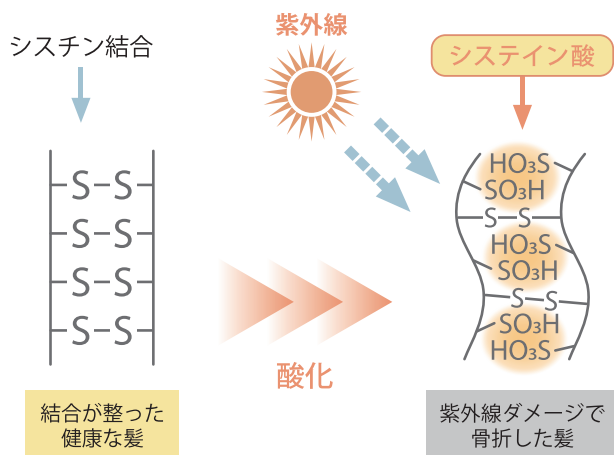 紫外線
シスチン結合
システイン酸
S–S
S–S
S–S
S–S
HO₃S
SO₃H
S–S
HO₃S
SO₃H
S–S
SO₃H
HO₃S
酸化
結合が整った
健康な髪
紫外線ダメージで
骨折した髪